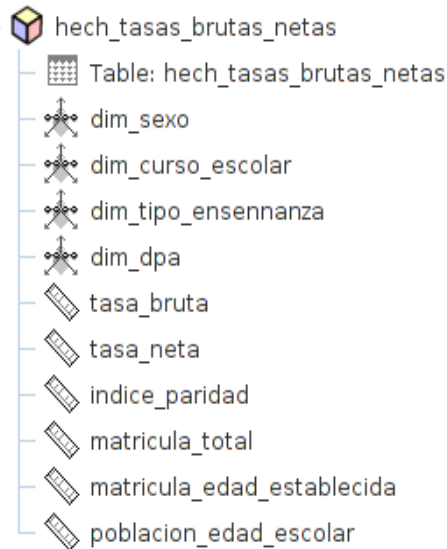 hech_tasas_brutas_netas
Table: hech_tasas_brutas_netas
dim_sexo
dim_curso_escolar
dim_tipo_ensennanza
dim_dpa
tasa_bruta
tasa_neta
indice_paridad
matricula_total
matricula_edad_establecida
poblacion_edad_escolar